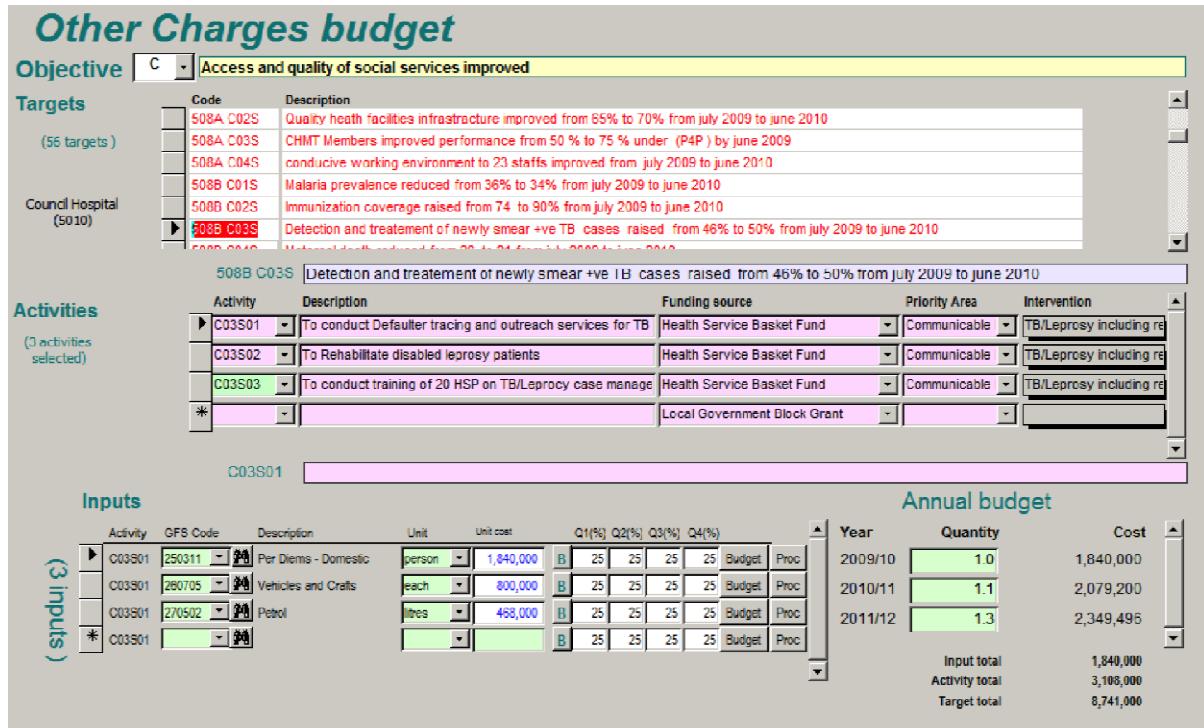 Other Charges budget
Objective C Access and quality of social services improved
Targets
(56 targets )
Council Hospital
(5010)
Code Description
508A C02S Quality heath facilities infrastracture improved from 65% to 70% from july 2009 to june 2010
508A C03S CHMT Members improved performance from 50 % to 75 % under (P4P ) by june 2009
508A C04S conducive working environment to 23 staffs improved from july 2009 to june 2010
508B C01S Malaria prevalence reduced from 36% to 34% from july 2009 to june 2010
508B C02S Immunization coverage raised from 74 to 90% from july 2009 to june 2010
508B C03S Detection and treatement of newly smear +ve TB cases raised from 46% to 50% from july 2009 to june 2010
508B C03S Detection and treatement of newly smear +ve TB cases raised from 46% to 50% from july 2009 to june 2010
Activities
(3 activities
selected)
Activity Description Funding source Priority Area Intervention
C03S01 To conduct Defaulter tracing and outreach services for TB Health Service Basket Fund Communicable TB/Leprosy including re
C03S02 To Rehabilitate disabled leprosy patients Health Service Basket Fund Communicable TB/Leprosy including re
C03S03 To conduct training of 20 HSP on TB/Leprocy case manage Health Service Basket Fund Communicable TB/Leprosy including re
* Local Government Block Grant
C03S01
Inputs
(3 inputs )
Activity GFS Code Description Unit Unit cost Q1(%) Q2(%) Q3(%) Q4(%)
C03S01 250311 Per Diems - Domestic person 1,840,000 B 25 25 25 25 Budget Proc
C03S01 260705 Vehicles and Crafts each 800,000 B 25 25 25 25 Budget Proc
C03S01 270502 Petrol litres 468,000 B 25 25 25 25 Budget Proc
* C03S01 B 25 25 25 25 Budget Proc
Annual budget
Year Quantity Cost
2009/10 1.0 1,840,000
2010/11 1.1 2,079,200
2011/12 1.3 2,349,496
Input total 1,840,000
Activity total 3,108,000
Target total 8,741,000